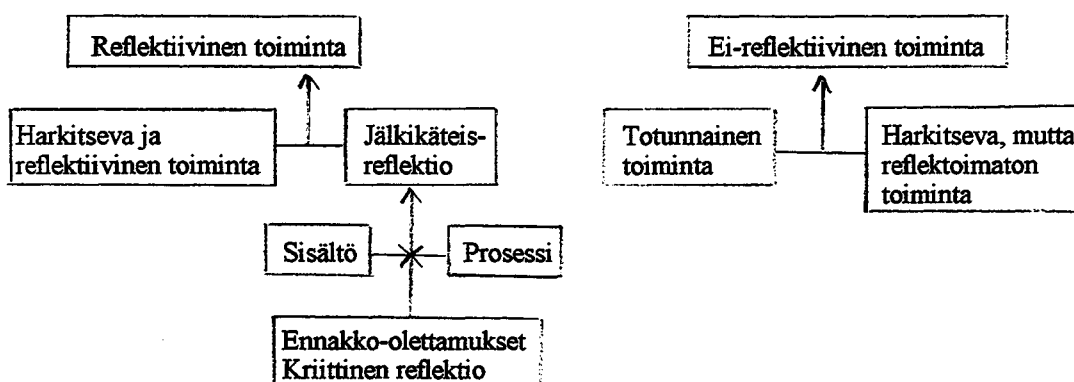 Reflektiivinen toiminta
Ei-reflektiivinen toiminta
Harkitseva ja
reflektiivinen toiminta
Jälkikäteis-
reflektio
Totunnainen
toiminta
Harkitseva, mutta
reflektoimaton
toiminta
Sisältö
Prosessi
Ennakko-olettamukset
Kriittinen reflektio